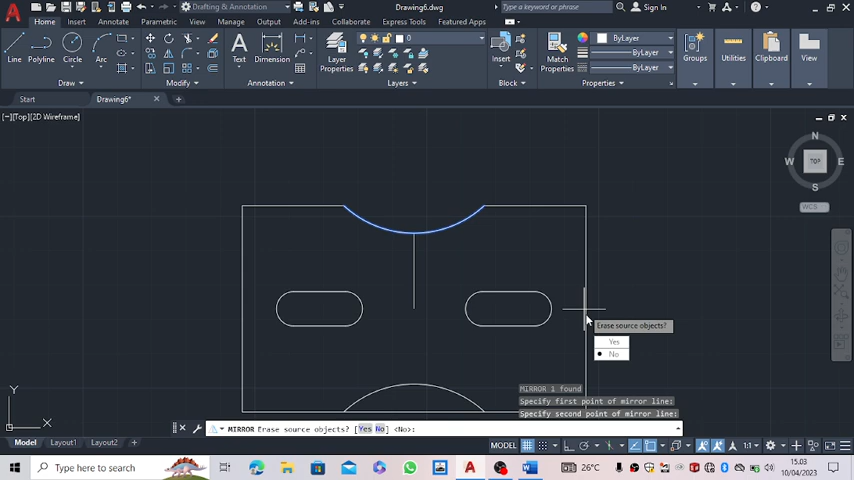 Drafting & Annotation
Drawing6.dwg
Type a keyword or phrase
Home Insert Annotate Parametric View Manage Output Add-ins Collaborate Express Tools Featured Apps
0
ByLayer
ByLayer
ByLayer
Line Polyline Circle Arc
Text Dimension
Layer
Properties
Insert
Match
Properties
Groups Utilities Clipboard View
Draw Modify Annotation Layers Block Properties
Start Drawing6*
[−][Top][2D Wireframe]
N
W TOP E
S
WCS
Erase source objects?
Yes
No
MIRROR 1 found
Specify first point of mirror line:
Specify second point of mirror line:
Y
X
MIRROR Erase source objects? [Yes No] <No>:
Model Layout1 Layout2 +
MODEL
1:1
Type here to search
26°C
15.03
10/04/2023